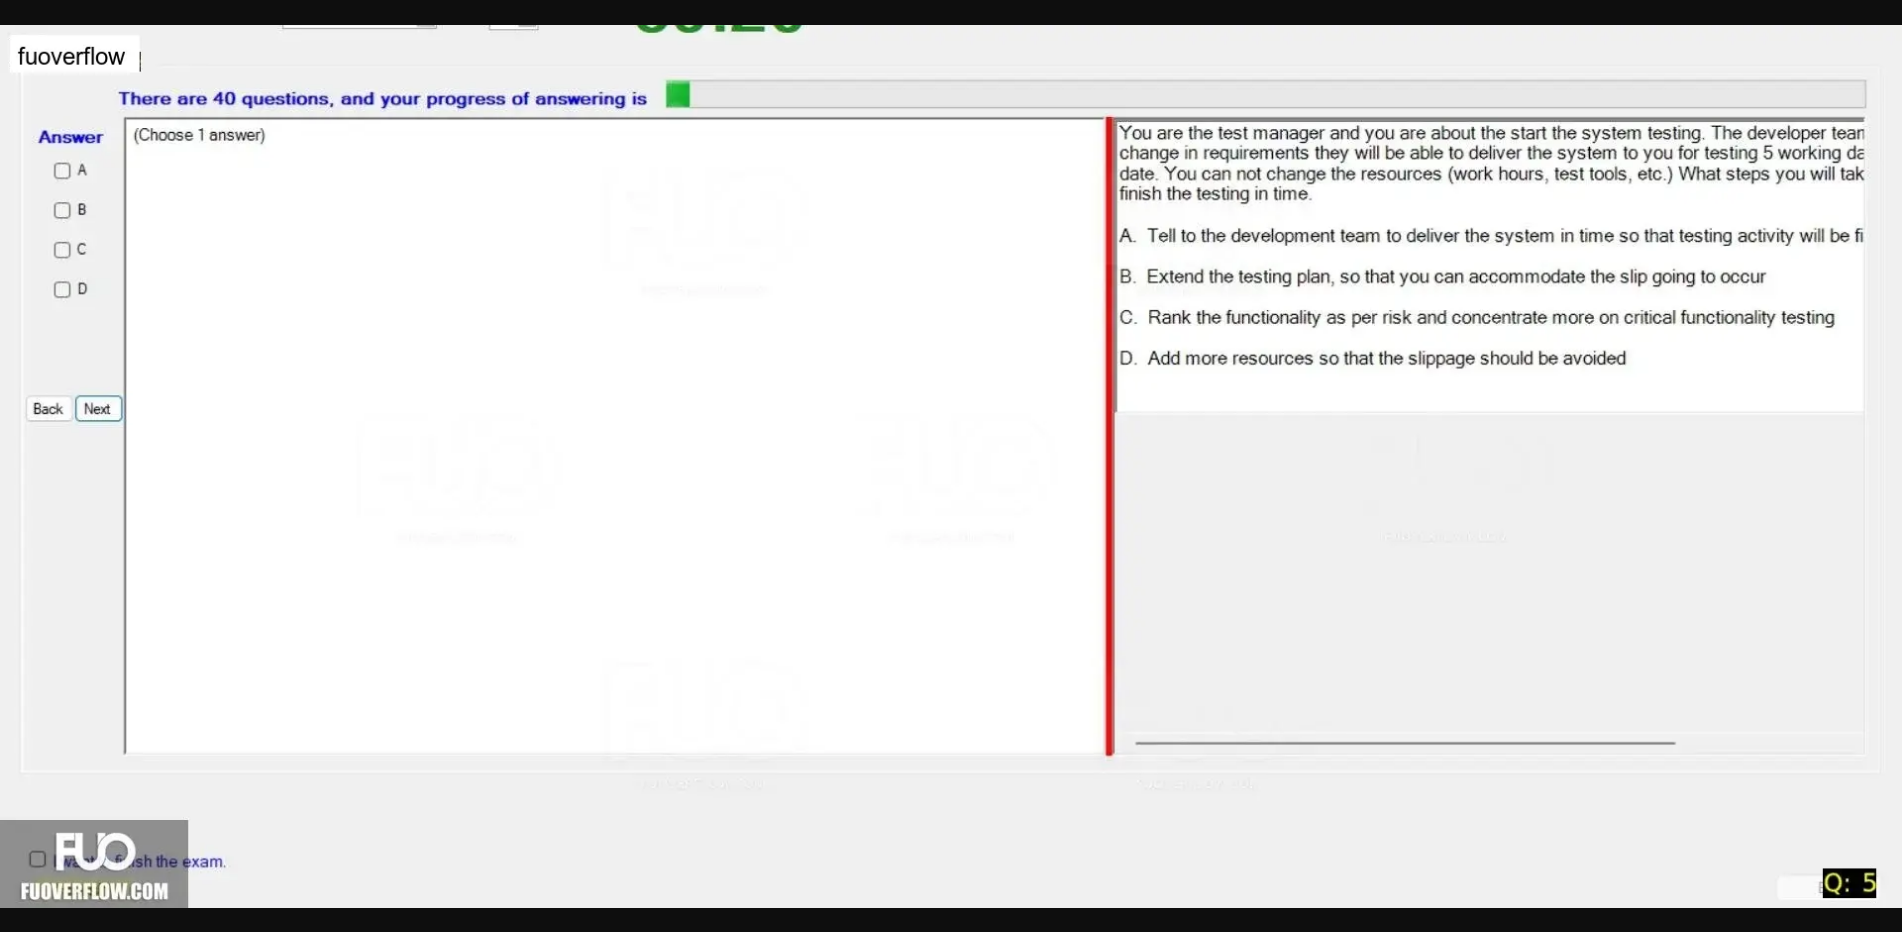 fuoverflow
There are 40 questions, and your progress of answering is
Answer
A
B
C
D
Back Next
(Choose 1 answer)
You are the test manager and you are about the start the system testing. The developer
change in requirements they will be able to deliver the system to you for testing 5 working
date. You can not change the resources (work hours, test tools, etc.) What steps you will
finish the testing in time.
A. Tell to the development team to deliver the system in time so that testing activity will be
B. Extend the testing plan, so that you can accommodate the slip going to occur
C. Rank the functionality as per risk and concentrate more on critical functionality testing
D. Add more resources so that the slippage should be avoided
the exam.
FUO
FUOVERFLOW.COM
Q: 5